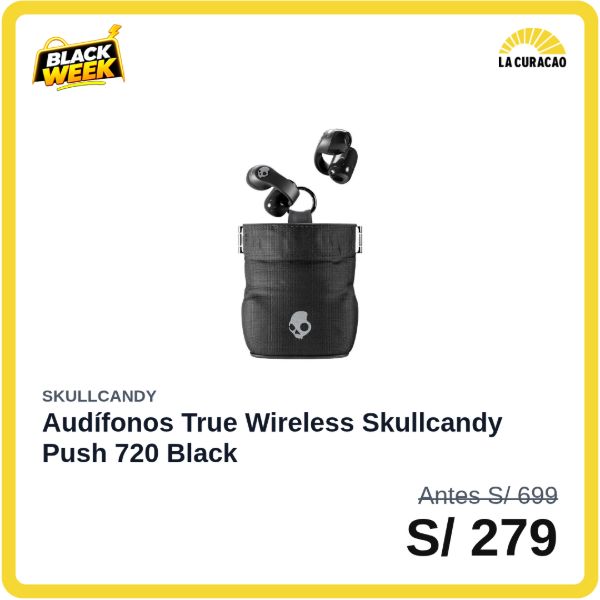 BLACK
WEEK
LA CURACAO
SKULLCANDY
Audífonos True Wireless Skullcandy
Push 720 Black
Antes S/ 699
S/ 279